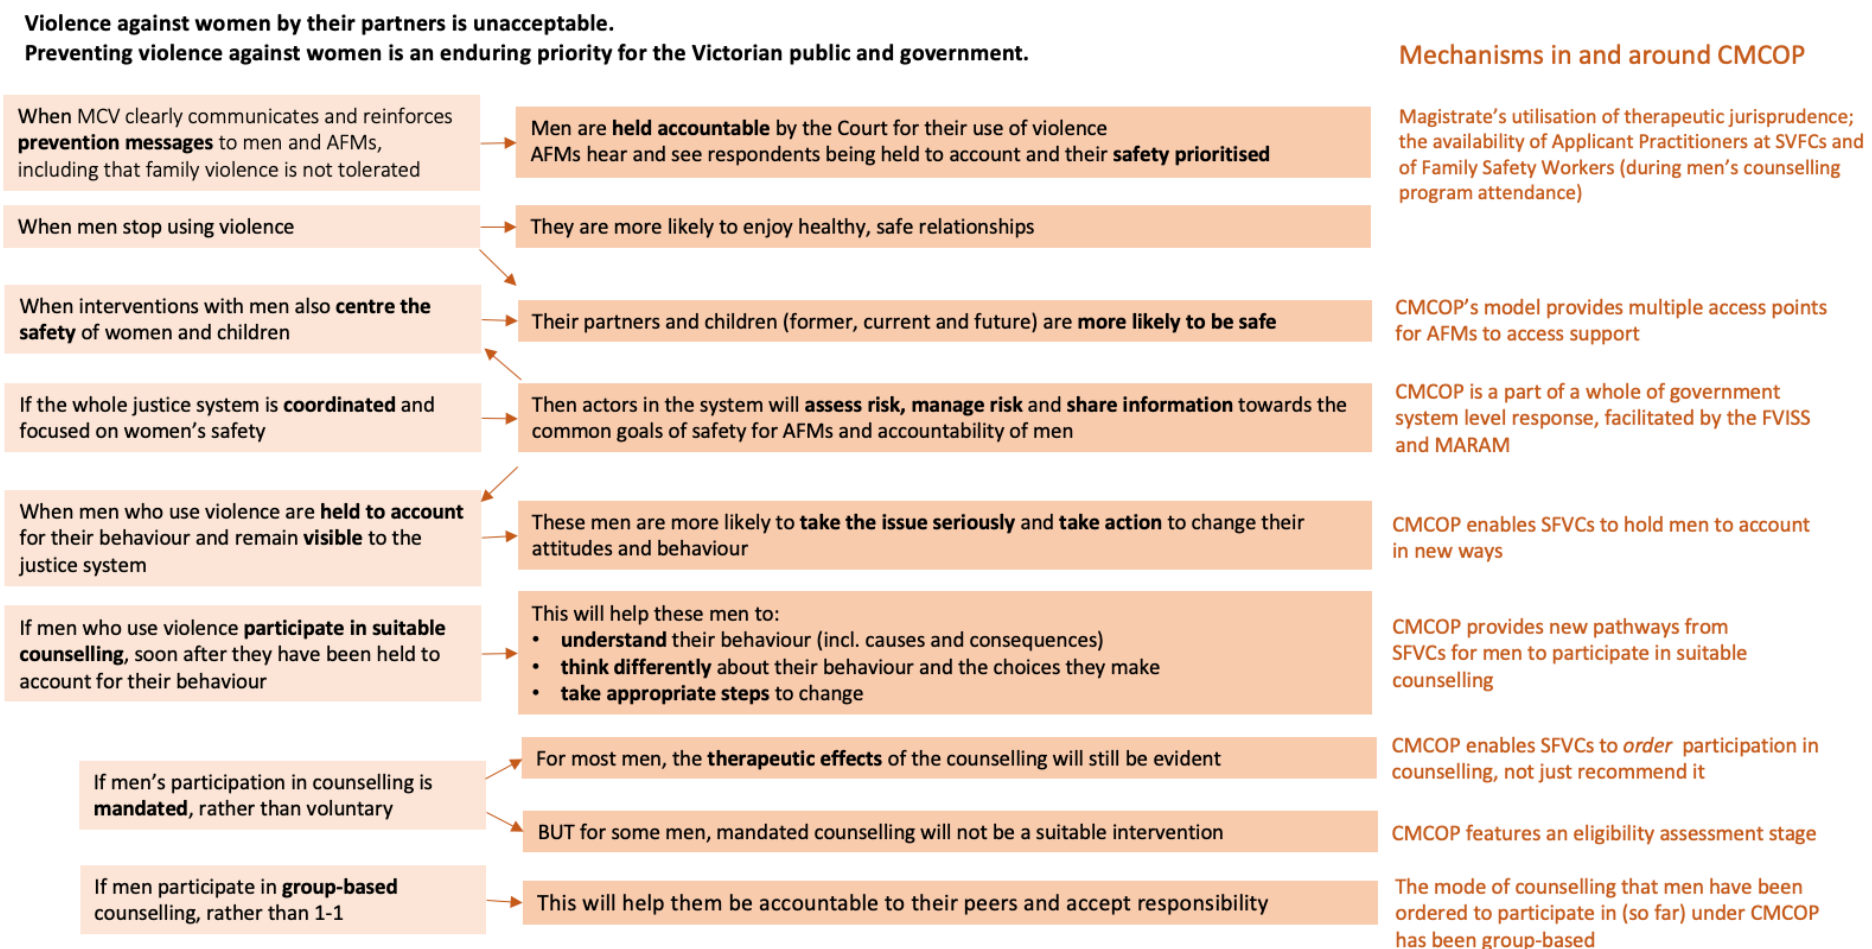 Violence against women by their partners is unacceptable.
Preventing violence against women is an enduring priority for the Victorian public and government.
Mechanisms in and around CMCOP
When MCV clearly communicates and reinforces
prevention messages to men and AFMs,
including that family violence is not tolerated
Men are held accountable by the Court for their use of violence
AFMs hear and see respondents being held to account and their safety prioritised
Magistrate's utilisation of therapeutic jurisprudence;
the availability of Applicant Practitioners at SVFCs and
of Family Safety Workers (during men's counselling
program attendance)
When men stop using violence
They are more likely to enjoy healthy, safe relationships
When interventions with men also centre the
safety of women and children
Their partners and children (former, current and future) are more likely to be safe
CMCOP's model provides multiple access points
for AFMs to access support
If the whole justice system is coordinated and
focused on women's safety
Then actors in the system will assess risk, manage risk and share information towards the
common goals of safety for AFMs and accountability of men
CMCOP is a part of a whole of government
system level response, facilitated by the FVISS
and MARAM
When men who use violence are held to account
for their behaviour and remain visible to the
justice system
These men are more likely to take the issue seriously and take action to change their
attitudes and behaviour
CMCOP enables SFVCs to hold men to account
in new ways
If men who use violence participate in suitable
counselling, soon after they have been held to
account for their behaviour
This will help these men to:
• understand their behaviour (incl. causes and consequences)
• think differently about their behaviour and the choices they make
• take appropriate steps to change
CMCOP provides new pathways from
SFVCs for men to participate in suitable
counselling
If men's participation in counselling is
mandated, rather than voluntary
For most men, the therapeutic effects of the counselling will still be evident
CMCOP enables SFVCs to order participation in
counselling, not just recommend it
BUT for some men, mandated counselling will not be a suitable intervention
CMCOP features an eligibility assessment stage
If men participate in group-based
counselling, rather than 1-1
This will help them be accountable to their peers and accept responsibility
The mode of counselling that men have been
ordered to participate in (so far) under CMCOP
has been group-based